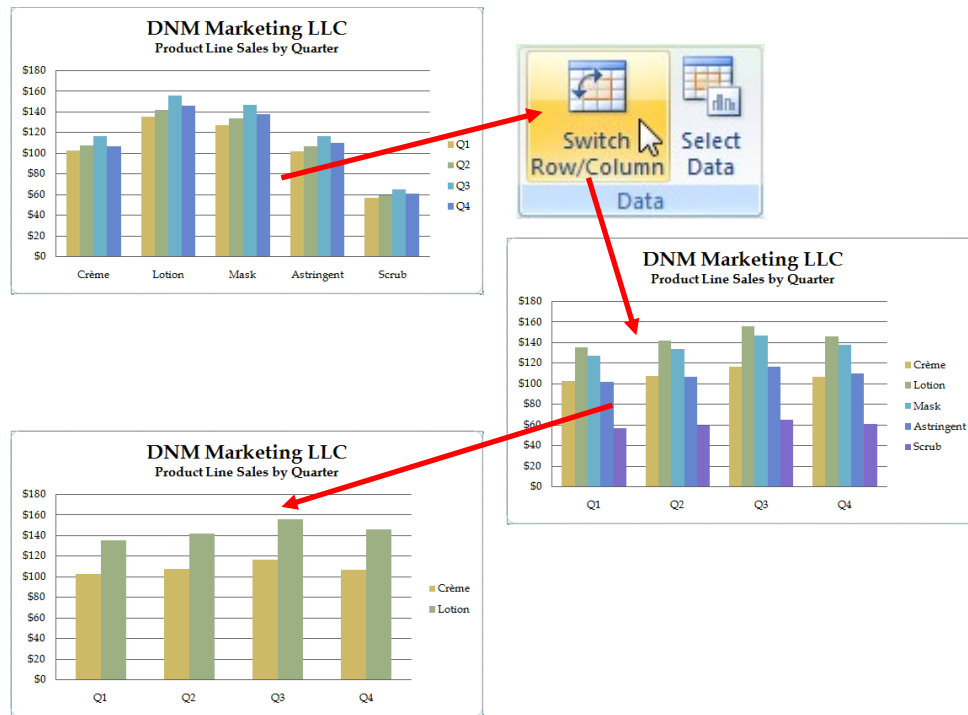 DNM Marketing LLC
Product Line Sales by Quarter
$180
$160
$140
$120
$100
$80
$60
$40
$20
$0
Crème Lotion Mask Astringent Scrub
Q1
Q2
Q3
Q4
Switch
Row/Column
Select
Data
Data
DNM Marketing LLC
Product Line Sales by Quarter
$180
$160
$140
$120
$100
$80
$60
$40
$20
$0
Q1 Q2 Q3 Q4
Crème
Lotion
Mask
Astringent
Scrub
DNM Marketing LLC
Product Line Sales by Quarter
$180
$160
$140
$120
$100
$80
$60
$40
$20
$0
Q1 Q2 Q3 Q4
Crème
Lotion